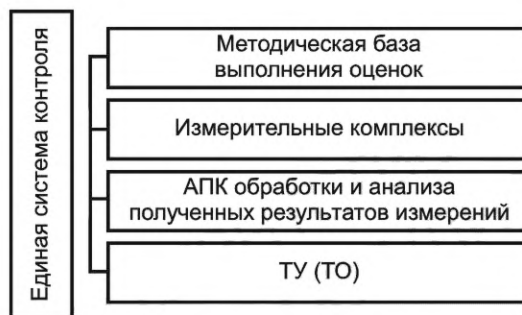 Единая система контроля
Методическая база
выполнения оценок
Измерительные комплексы
АПК обработки и анализа
полученных результатов измерений
ТУ (ТО)